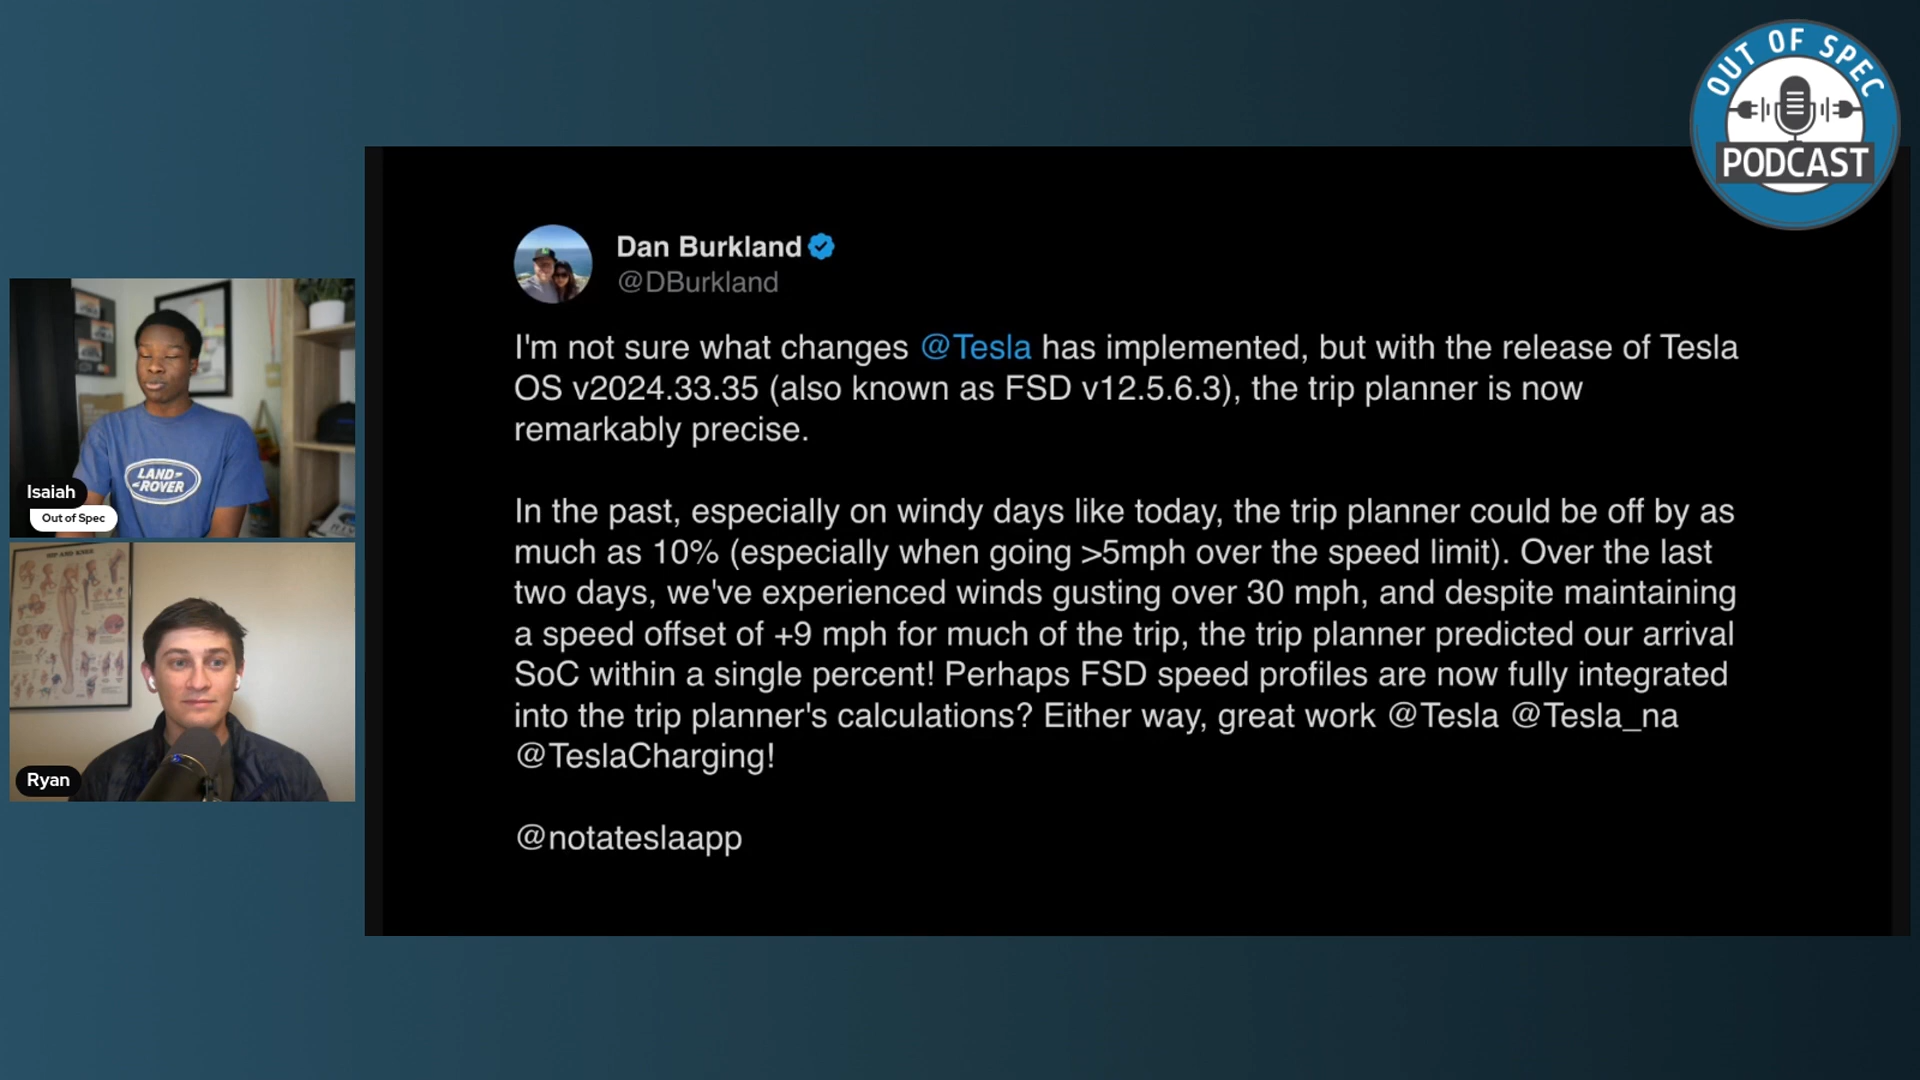 OUT OF SPEC
PODCAST
Dan Burkland
@DBurkland
I'm not sure what changes @Tesla has implemented, but with the release of Tesla
OS v2024.33.35 (also known as FSD v12.5.6.3), the trip planner is now
remarkably precise.
In the past, especially on windy days like today, the trip planner could be off by as
much as 10% (especially when going >5mph over the speed limit). Over the last
two days, we've experienced winds gusting over 30 mph, and despite maintaining
a speed offset of +9 mph for much of the trip, the trip planner predicted our arrival
SoC within a single percent! Perhaps FSD speed profiles are now fully integrated
into the trip planner's calculations? Either way, great work @Tesla @Tesla_na
@TeslaCharging!
@notateslaapp
LAND-
-ROVER
Isaiah
Out of Spec
HIP AND KNEE
Ryan